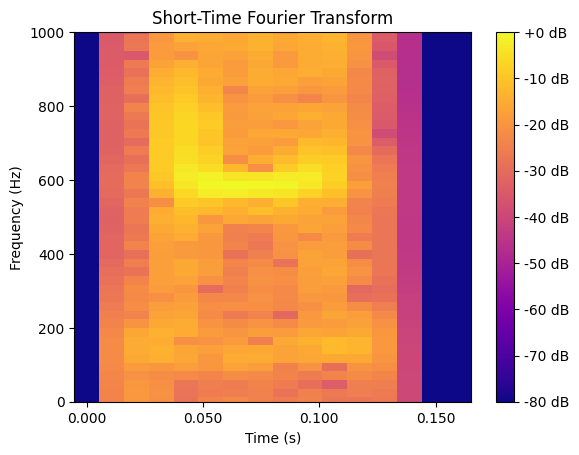 Short-Time Fourier Transform
1000
800
600
400
200
0
Frequency (Hz)
0.000
0.050
0.100
0.150
Time (s)
+0 dB
-10 dB
-20 dB
-30 dB
-40 dB
-50 dB
-60 dB
-70 dB
-80 dB